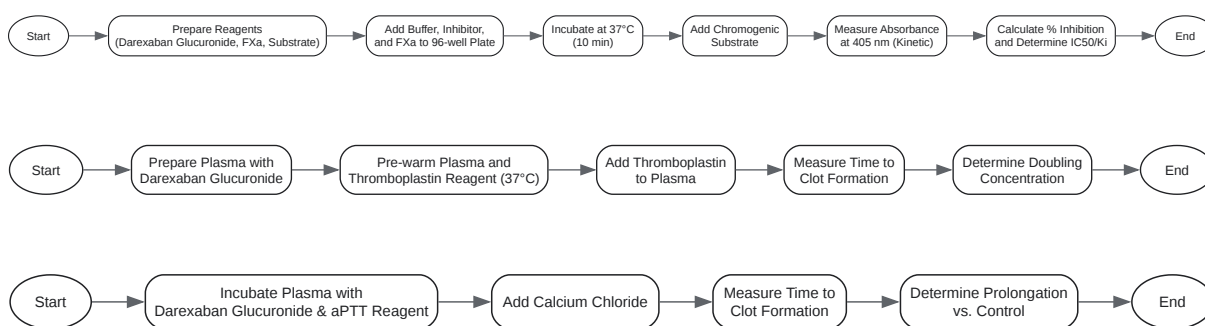 Start
Prepare Reagents
(Darexaban Glucuronide, FXa, Substrate)
Add Buffer, Inhibitor,
and FXa to 96-well Plate
Incubate at 37°C
(10 min)
Add Chromogenic
Substrate
Measure Absorbance
at 405 nm (Kinetic)
Calculate % Inhibition
and Determine IC50/Ki
End
Start
Prepare Plasma with
Darexaban Glucuronide
Pre-warm Plasma and
Thromboplastin Reagent (37°C)
Add Thromboplastin
to Plasma
Measure Time to
Clot Formation
Determine Doubling
Concentration
End
Start
Incubate Plasma with
Darexaban Glucuronide & aPTT Reagent
Add Calcium Chloride
Measure Time to
Clot Formation
Determine Prolongation
vs. Control
End